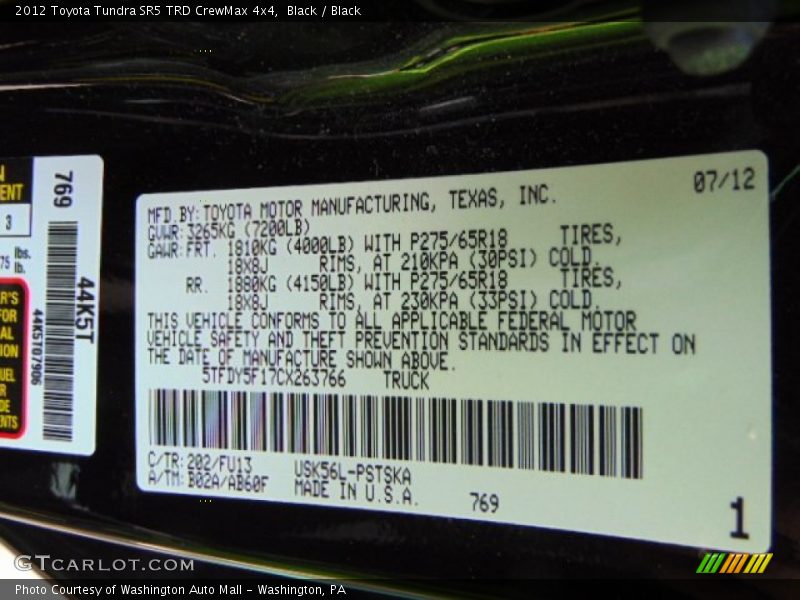 2012 Toyota Tundra SR5 TRD CrewMax 4x4, Black / Black
07/12
MFD.BY:TOYOTA MOTOR MANUFACTURING, TEXAS, INC.
GVWR:3265KG (7200LB)
GAWR:FRT. 1810KG (4000LB) WITH P275/65R18 TIRES,
18X8J RIMS, AT 210KPA (30PSI) COLD.
RR. 1880KG (4150LB) WITH P275/65R18 TIRES,
18X8J RIMS, AT 230KPA (33PSI) COLD.
THIS VEHICLE CONFORMS TO ALL APPLICABLE FEDERAL MOTOR
VEHICLE SAFETY AND THEFT PREVENTION STANDARDS IN EFFECT ON
THE DATE OF MANUFACTURE SHOWN ABOVE.
5TFDY5F17CX263766 TRUCK
C/TR:202/FU13 USK56L-PSTSKA
A/TM:B02A/AB60F MADE IN U.S.A. 769
1
769
44K5T
44K5T07906
3
75 lbs.
lb.
GTcarlot.com
Photo Courtesy of Washington Auto Mall - Washington, PA